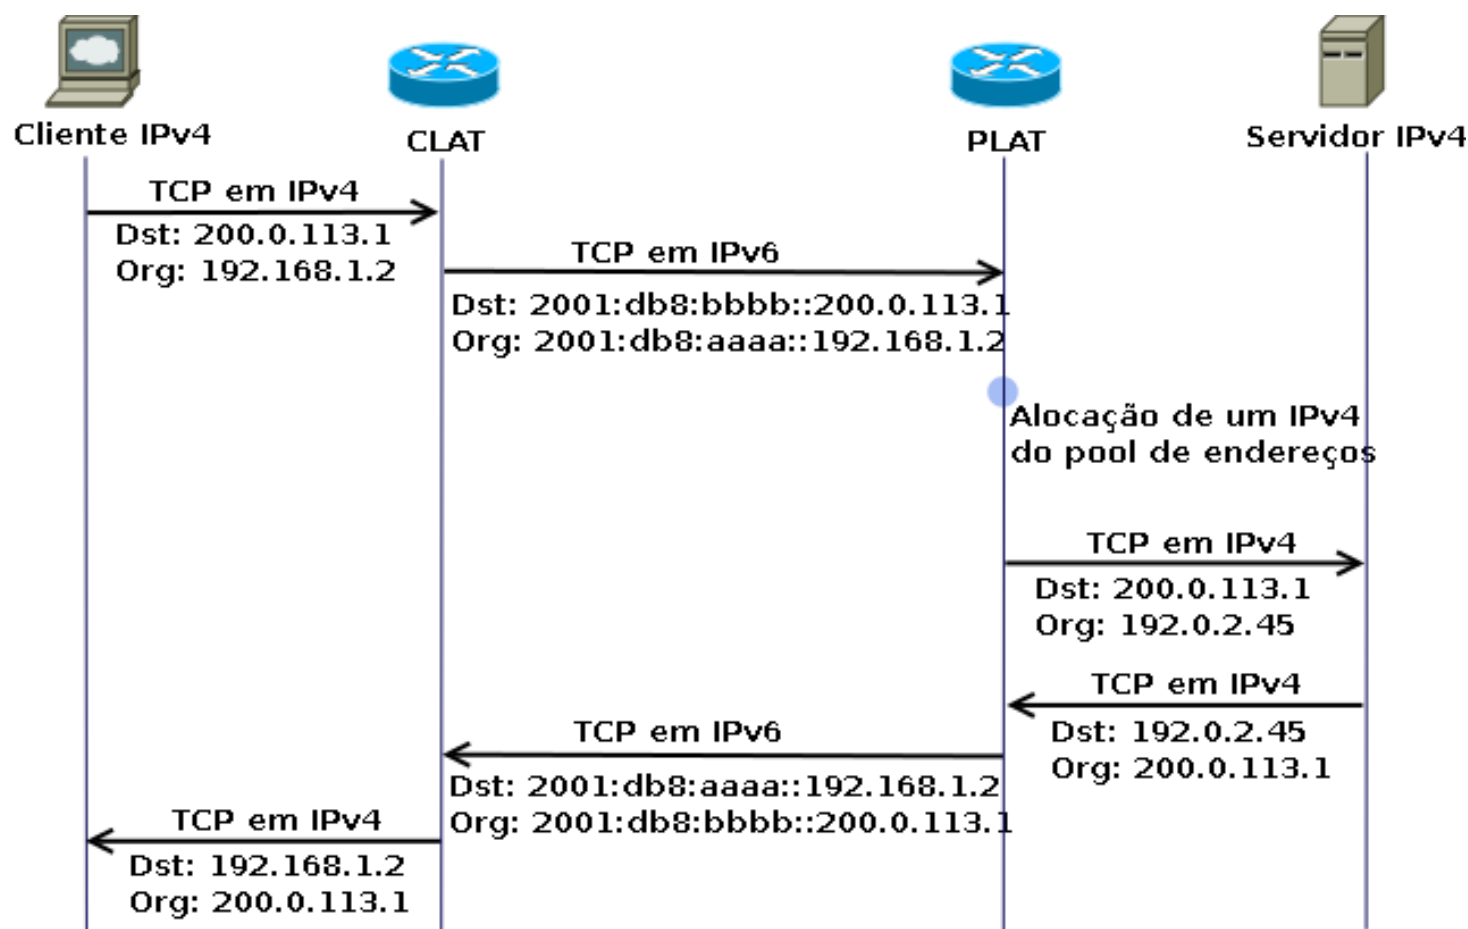 Cliente IPv4
CLAT
PLAT
Servidor IPv4
TCP em IPv4
Dst: 200.0.113.1
Org: 192.168.1.2
TCP em IPv6
Dst: 2001:db8:bbbb::200.0.113.1
Org: 2001:db8:aaaa::192.168.1.2
Alocação de um IPv4
do pool de endereços
TCP em IPv4
Dst: 200.0.113.1
Org: 192.0.2.45
TCP em IPv4
Dst: 192.0.2.45
Org: 200.0.113.1
TCP em IPv6
Dst: 2001:db8:aaaa::192.168.1.2
Org: 2001:db8:bbbb::200.0.113.1
TCP em IPv4
Dst: 192.168.1.2
Org: 200.0.113.1